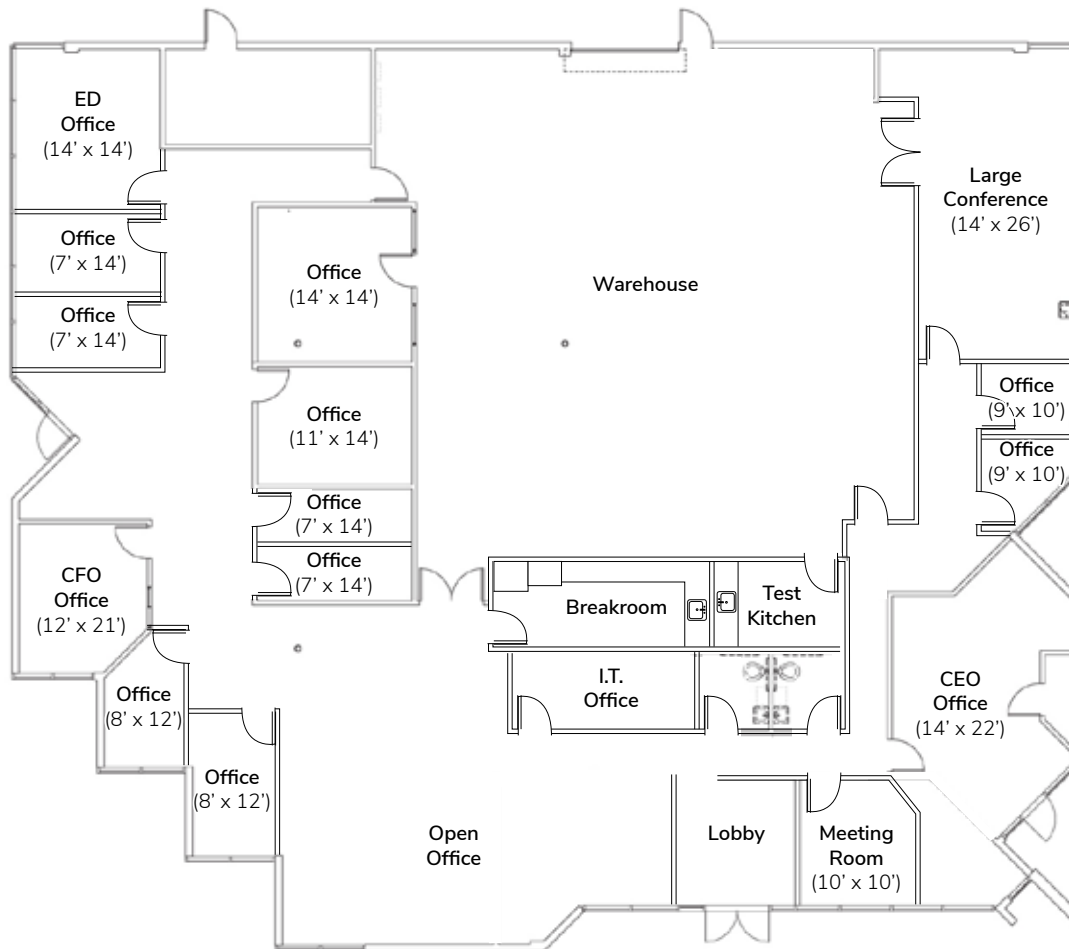 ED
Office
(14’ x 14’)
Office
(7’ x 14’)
Office
(7’ x 14’)
Office
(14’ x 14’)
Warehouse
Large
Conference
(14’ x 26’)
Office
(11’ x 14’)
Office
(9’ x 10’)
Office
(9’ x 10’)
Office
(7’ x 14’)
Office
(7’ x 14’)
CFO
Office
(12’ x 21’)
Breakroom
Test
Kitchen
I.T.
Office
Office
(8’ x 12’)
CEO
Office
(14’ x 22’)
Office
(8’ x 12’)
Open
Office
Lobby
Meeting
Room
(10’ x 10’)